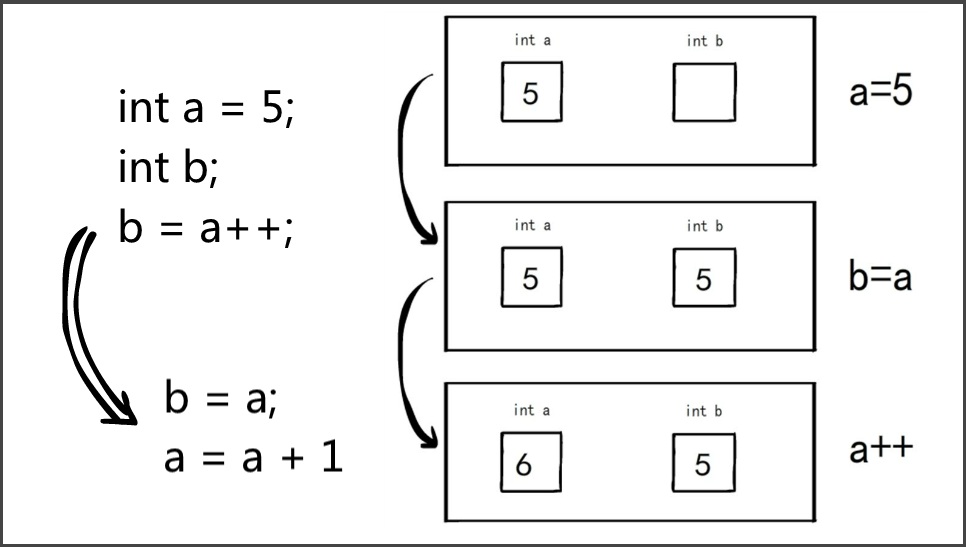 int a = 5;
int b;
b = a++;
b = a;
a = a + 1
int a int b
5
a=5
int a int b
5 5
b=a
int a int b
6 5
a++